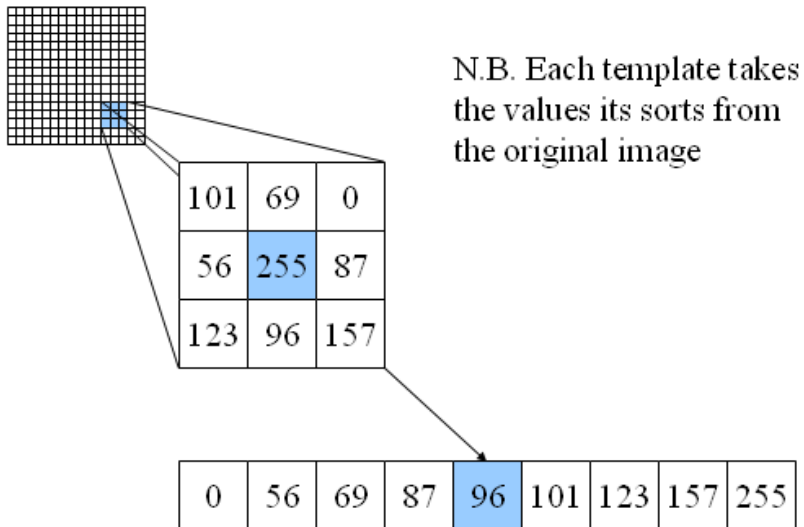 N.B. Each template takes
the values its sorts from
the original image
101 69 0
56 255 87
123 96 157
0 56 69 87 96 101 123 157 255